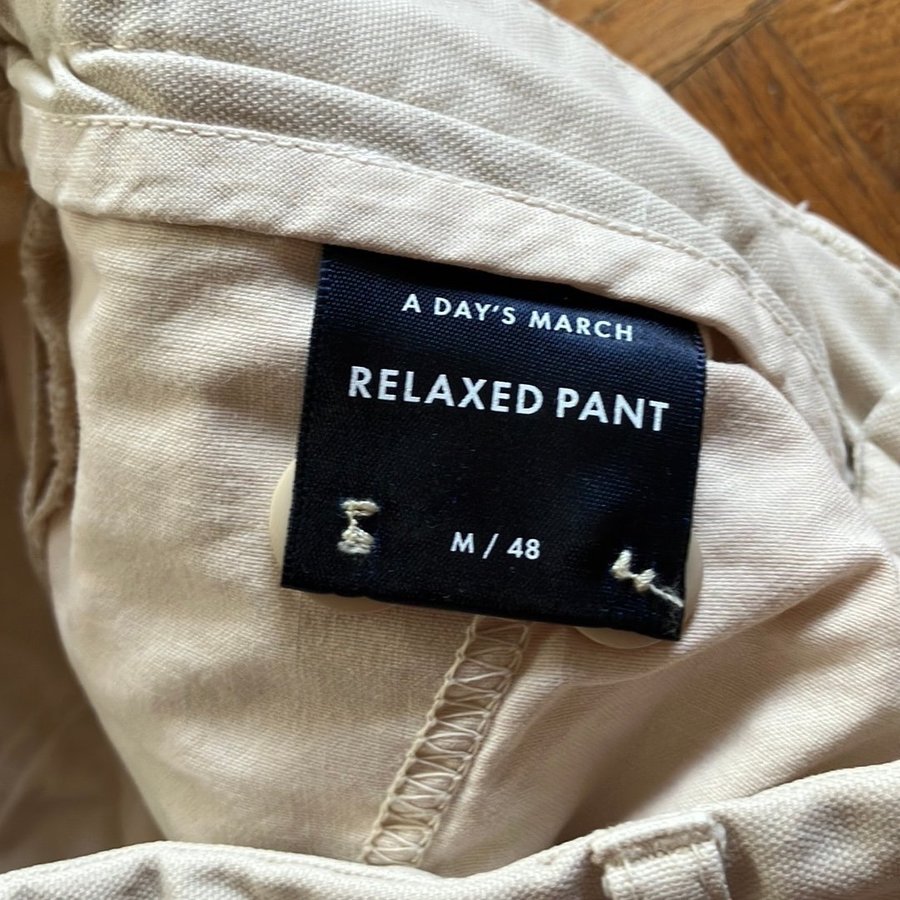 A DAY'S MARCH
RELAXED PANT
M / 48